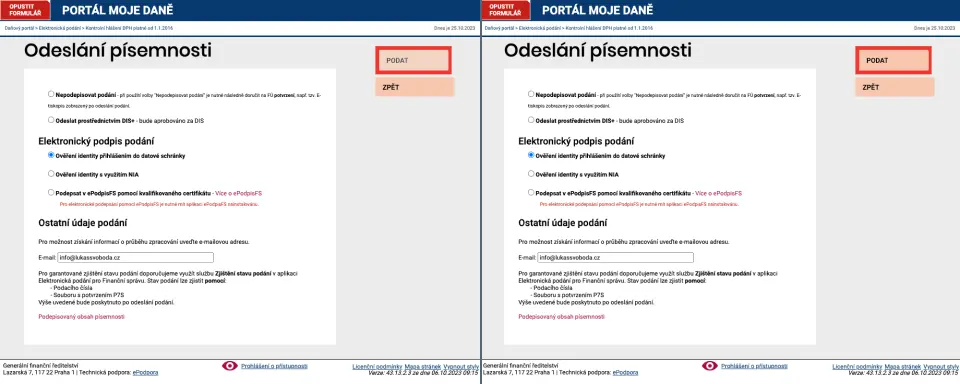 OPUSTIT
FORMULÁŘ
PORTÁL MOJE DANĚ
Daňový portál > Elektronická podání > Kontrolní hlášení DPH platné od 1.1.2016
Dnes je 25.10.2023
Odeslání písemnosti
PODAT
ZPĚT
Nepodepisovat podání - při použití volby "Nepodepisovat podání" je nutné následně doručit na FÚ potvrzení, např. tzv. E-
tiskopis zobrazený po odeslání podání.
Odeslat prostřednictvím DIS+ - bude aprobováno za DIS
Elektronický podpis podání
Ověření identity přihlášením do datové schránky
Ověření identity s využitím NIA
Podepsat v ePodpisFS pomocí kvalifikovaného certifikátu - Více o ePodpisFS
Pro elektronické podepsání pomocí ePodpisFS je nutné mít aplikaci ePodpisFS nainstalovánu.
Ostatní údaje podání
Pro možnost získání informací o průběhu zpracování uveďte e-mailovou adresu.
E-mail: info@lukassvoboda.cz
Pro garantované zjištění stavu podání doporučujeme využít službu Zjištění stavu podání v aplikaci
Elektronická podání pro Finanční správu. Stav podání lze zjistit pomocí:
- Podacího čísla
- Souboru s potvrzením P7S
Výše uvedené bude poskytnuto po odeslání podání.
Podepisovaný obsah písemnosti
Generální finanční ředitelství
Lazarská 7, 117 22 Praha 1 | Technická podpora: ePodpora
Prohlášení o přístupnosti
Licenční podmínky Mapa stránek Vypnout styly
Verze: 43.13.2.3 ze dne 06.10.2023 09:15
OPUSTIT
FORMULÁŘ
PORTÁL MOJE DANĚ
Daňový portál > Elektronická podání > Kontrolní hlášení DPH platné od 1.1.2016
Dnes je 25.10.2023
Odeslání písemnosti
PODAT
ZPĚT
Nepodepisovat podání - při použití volby "Nepodepisovat podání" je nutné následně doručit na FÚ potvrzení, např. tzv. E-
tiskopis zobrazený po odeslání podání.
Odeslat prostřednictvím DIS+ - bude aprobováno za DIS
Elektronický podpis podání
Ověření identity přihlášením do datové schránky
Ověření identity s využitím NIA
Podepsat v ePodpisFS pomocí kvalifikovaného certifikátu - Více o ePodpisFS
Pro elektronické podepsání pomocí ePodpisFS je nutné mít aplikaci ePodpisFS nainstalovánu.
Ostatní údaje podání
Pro možnost získání informací o průběhu zpracování uveďte e-mailovou adresu.
E-mail: info@lukassvoboda.cz
Pro garantované zjištění stavu podání doporučujeme využít službu Zjištění stavu podání v aplikaci
Elektronická podání pro Finanční správu. Stav podání lze zjistit pomocí:
- Podacího čísla
- Souboru s potvrzením P7S
Výše uvedené bude poskytnuto po odeslání podání.
Podepisovaný obsah písemnosti
Generální finanční ředitelství
Lazarská 7, 117 22 Praha 1 | Technická podpora: ePodpora
Prohlášení o přístupnosti
Licenční podmínky Mapa stránek Vypnout styly
Verze: 43.13.2.3 ze dne 06.10.2023 09:15